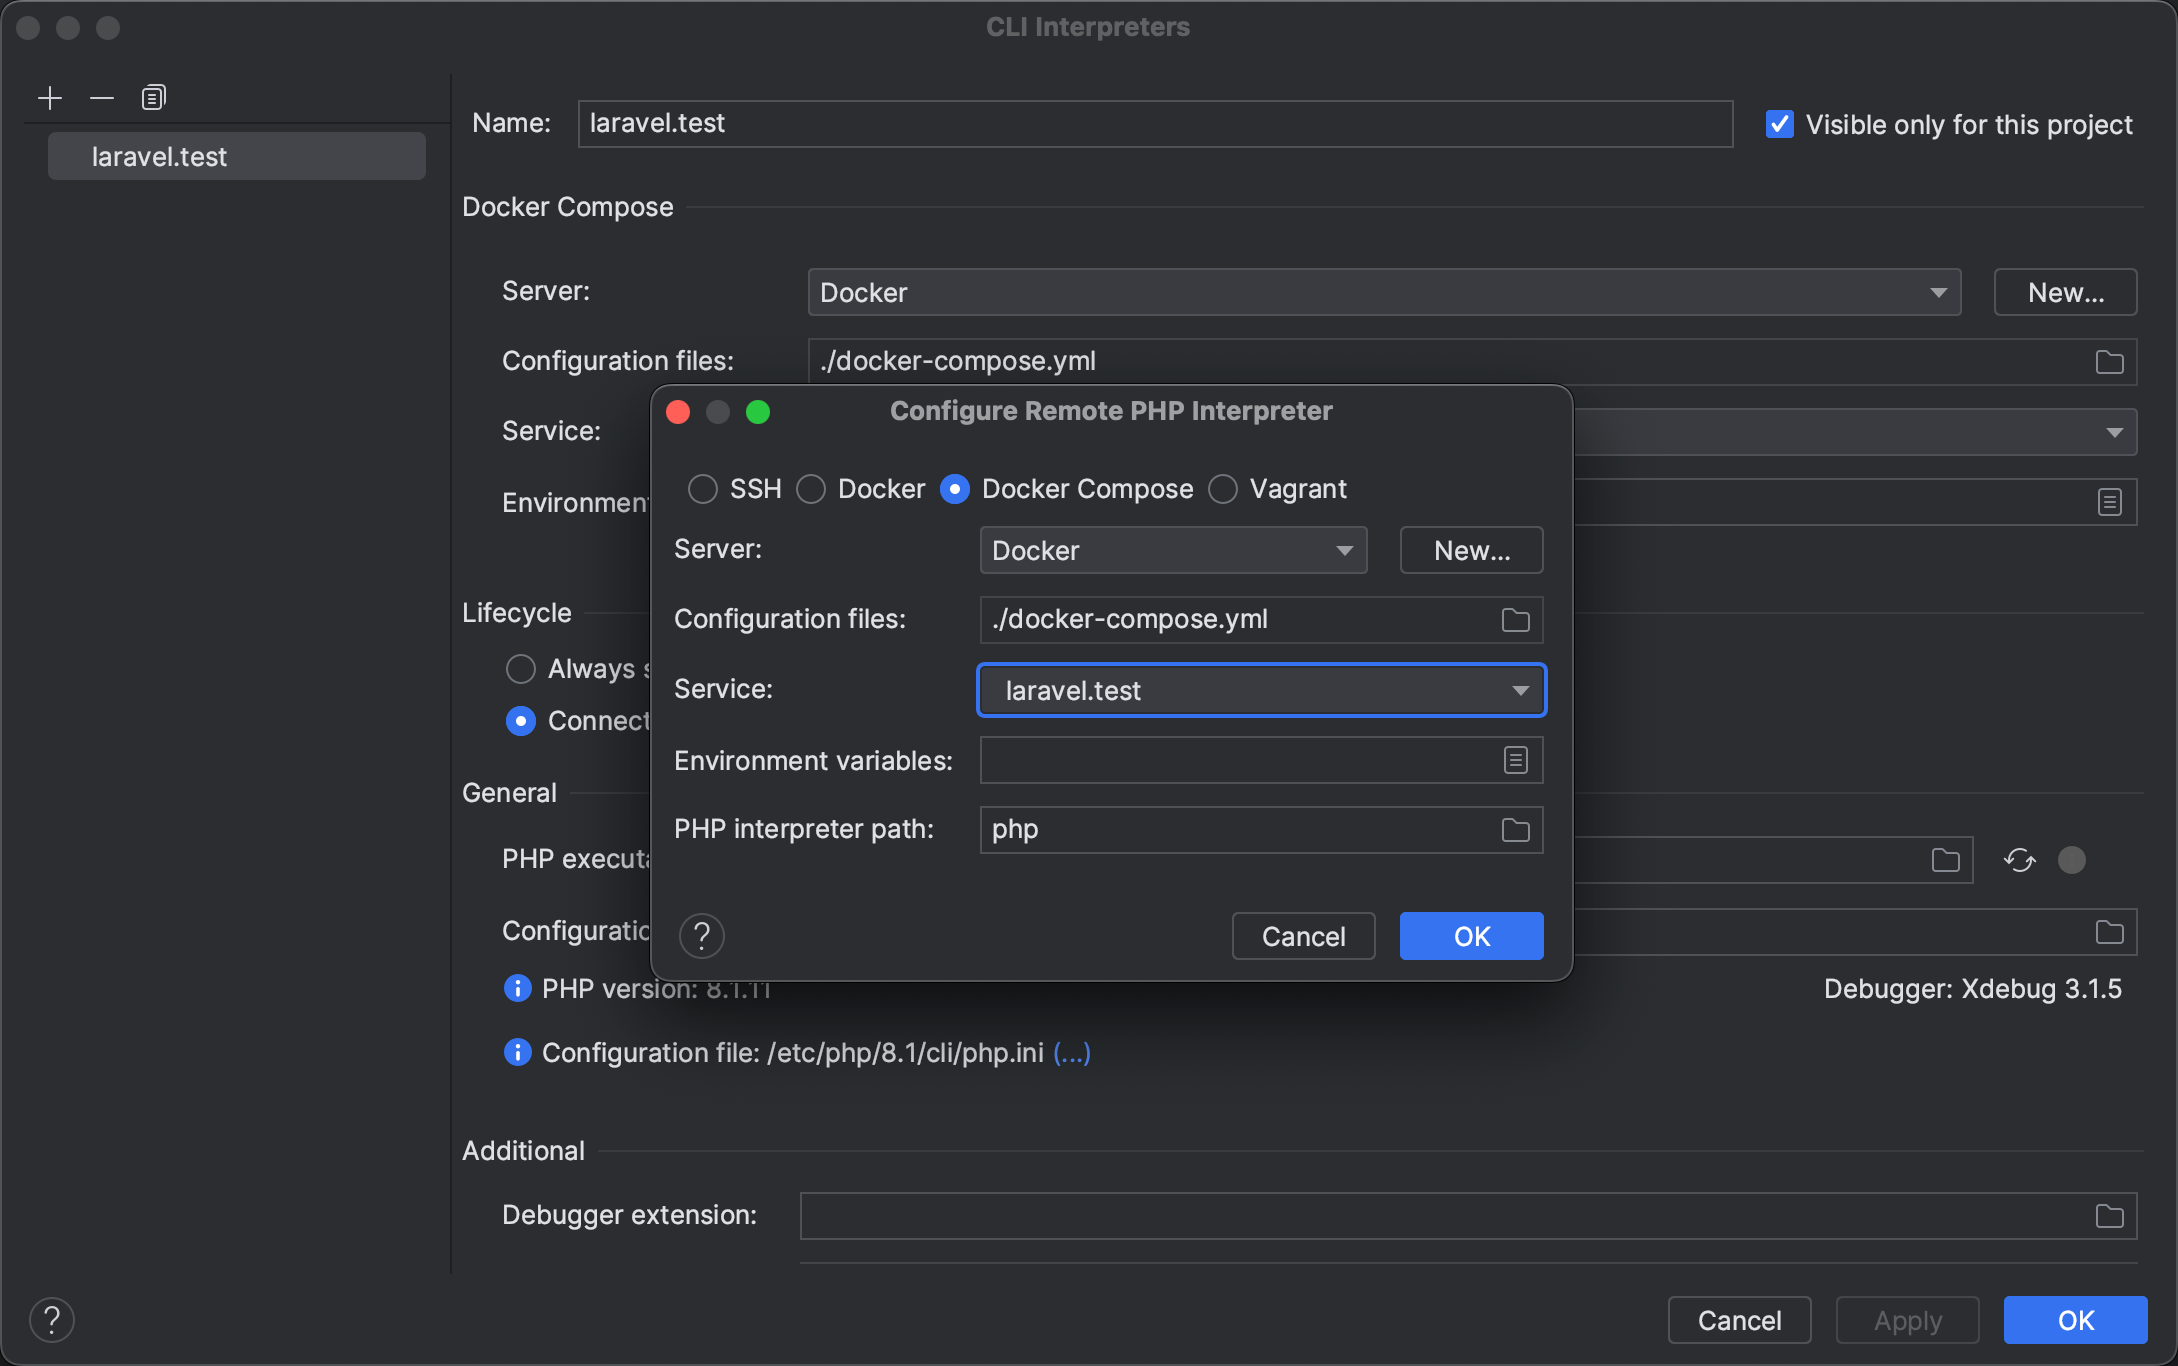 CLI Interpreters
laravel.test
Name: laravel.test Visible only for this project
Docker Compose
Server: Docker New...
Configuration files: ./docker-compose.yml
Service:
Environment
Configure Remote PHP Interpreter
SSH Docker Docker Compose Vagrant
Server: Docker New...
Configuration files: ./docker-compose.yml
Service: laravel.test
Environment variables:
PHP interpreter path: php
? Cancel OK
Lifecycle
Always
Connect
General
PHP
PHP version: 8.1.11 Debugger: Xdebug 3.1.5
Configuration file: /etc/php/8.1/cli/php.ini (...)
Additional
Debugger extension:
? Cancel Apply OK